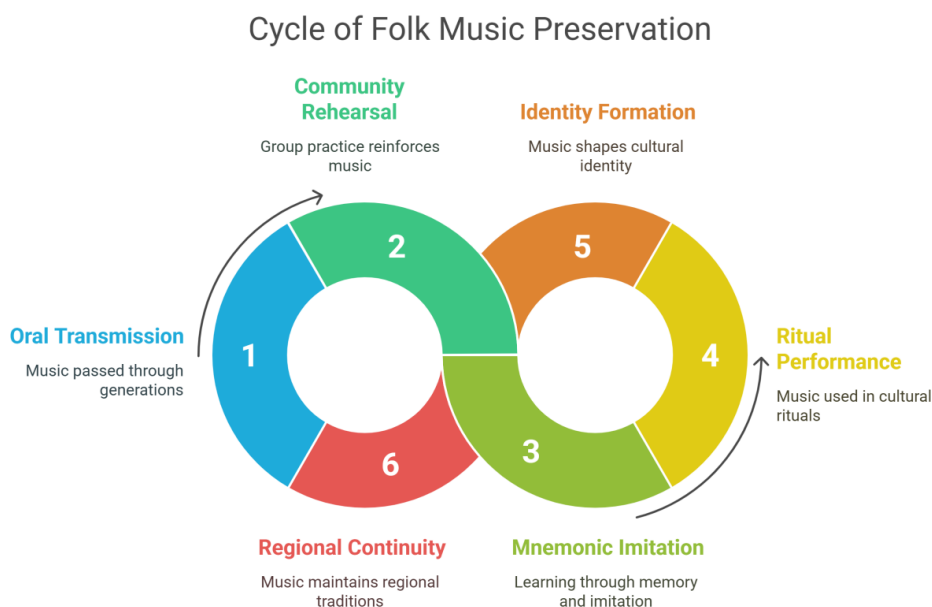 Cycle of Folk Music Preservation
Community
Rehearsal
Group practice reinforces
music
Identity Formation
Music shapes cultural
identity
2
5
Oral Transmission
Music passed through
generations
1
4
Ritual
Performance
Music used in cultural
rituals
6
3
Regional Continuity
Music maintains regional
traditions
Mnemonic Imitation
Learning through memory
and imitation